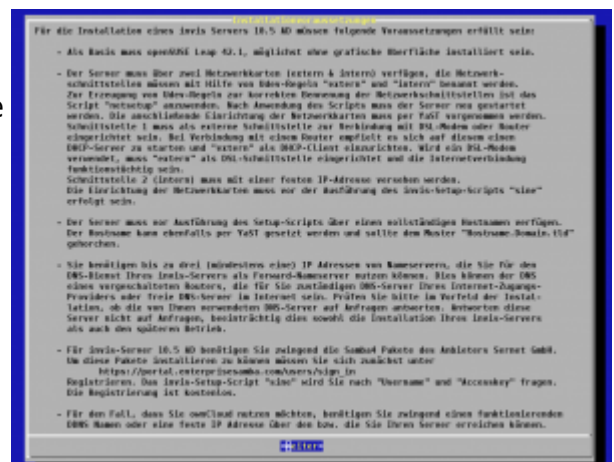 Installationsvoraussetzungen
Für die Installation eines invis Servers 10.5 AD müssen folgende Voraussetzungen erfüllt sein:
- Als Basis muss openSUSE Leap 42.1, möglichst ohne grafische Oberfläche installiert sein.
- Der Server muss über zwei Netzwerkkarten (extern & intern) verfügen, die Netzwerk-
schnittstellen müssen mit Hilfe von Udev-Regeln "extern" und "intern" benannt werden.
Zur Erzeugung von Udev-Regeln zur korrekten Benennung der Netzwerkschnittstellen ist das
Script "netsetup" anzuwenden. Nach Anwendung des Scripts muss der Server neu gestartet
werden. Die anschließende Einrichtung der Netzwerkkarten muss per YaST vorgenommen werden.
Schnittstelle 1 muss als externe Schnittstelle zur Verbindung mit DSL-Modem oder Router
eingerichtet sein. Bei Verbindung mit einem Router empfielt es sich auf diesem einen
DHCP-Server zu starten und "extern" als DHCP-Client einzurichten. Wird ein DSL-Modem
verwendet, muss "extern" als DSL-Schnittstelle eingerichtet und die Internetverbindung
funktionstüchtig sein.
Schnittstelle 2 (intern) muss mit einer festen IP-Adresse versehen werden.
Die Einrichtung der Netzwerkkarten muss vor der Ausführung des invis-Setup-Scripts "sine"
erfolgt sein.
- Der Server muss vor Ausführung des Setup-Scripts über einen vollständigen Hostnamen verfügen.
Der Hostname kann ebenfalls per YaST gesetzt werden und sollte dem Muster "Hostname.Domain.tld"
gehorchen.
- Sie benötigen bis zu drei (mindestens eine) IP Adressen von Nameservern, die Sie für den
DNS-Dienst Ihres invis-Servers als Forward-Nameserver nutzen können. Dies können der DNS
eines vorgeschalteten Routers, die für Sie zuständigen DNS-Server Ihres Internet-Zugangs-
Providers oder freie DNS-Server im Internet sein. Prüfen Sie bitte im Vorfeld der Instal-
lation, ob die von Ihnen verwendeten DNS-Server auf Anfragen antworten. Antworten diese
Server nicht auf Anfragen, beeinträchtig dies sowohl die Installation Ihres invis-Servers
als auch den späteren Betrieb.
- Für invis-Server 10.5 AD benötigen Sie zwingend die Samba4 Pakete des Anbieters Sernet GmbH.
Um diese Pakete installieren zu können müssen Sie sich zunächst unter
https://portal.enterprisesamba.com/users/sign_in
Registrieren. Das invis-Setup-Script "sine" wird Sie nach "Username" und "Accesskey" fragen.
Die Registrierung ist kostenlos.
- Für den Fall, dass Sie ownCloud nutzen möchten, benötigen Sie zwingend einen funktionierenden
DDNS Namen oder eine feste IP Adresse über den bzw. die Sie Ihren Server erreichen können.
Weiter
e